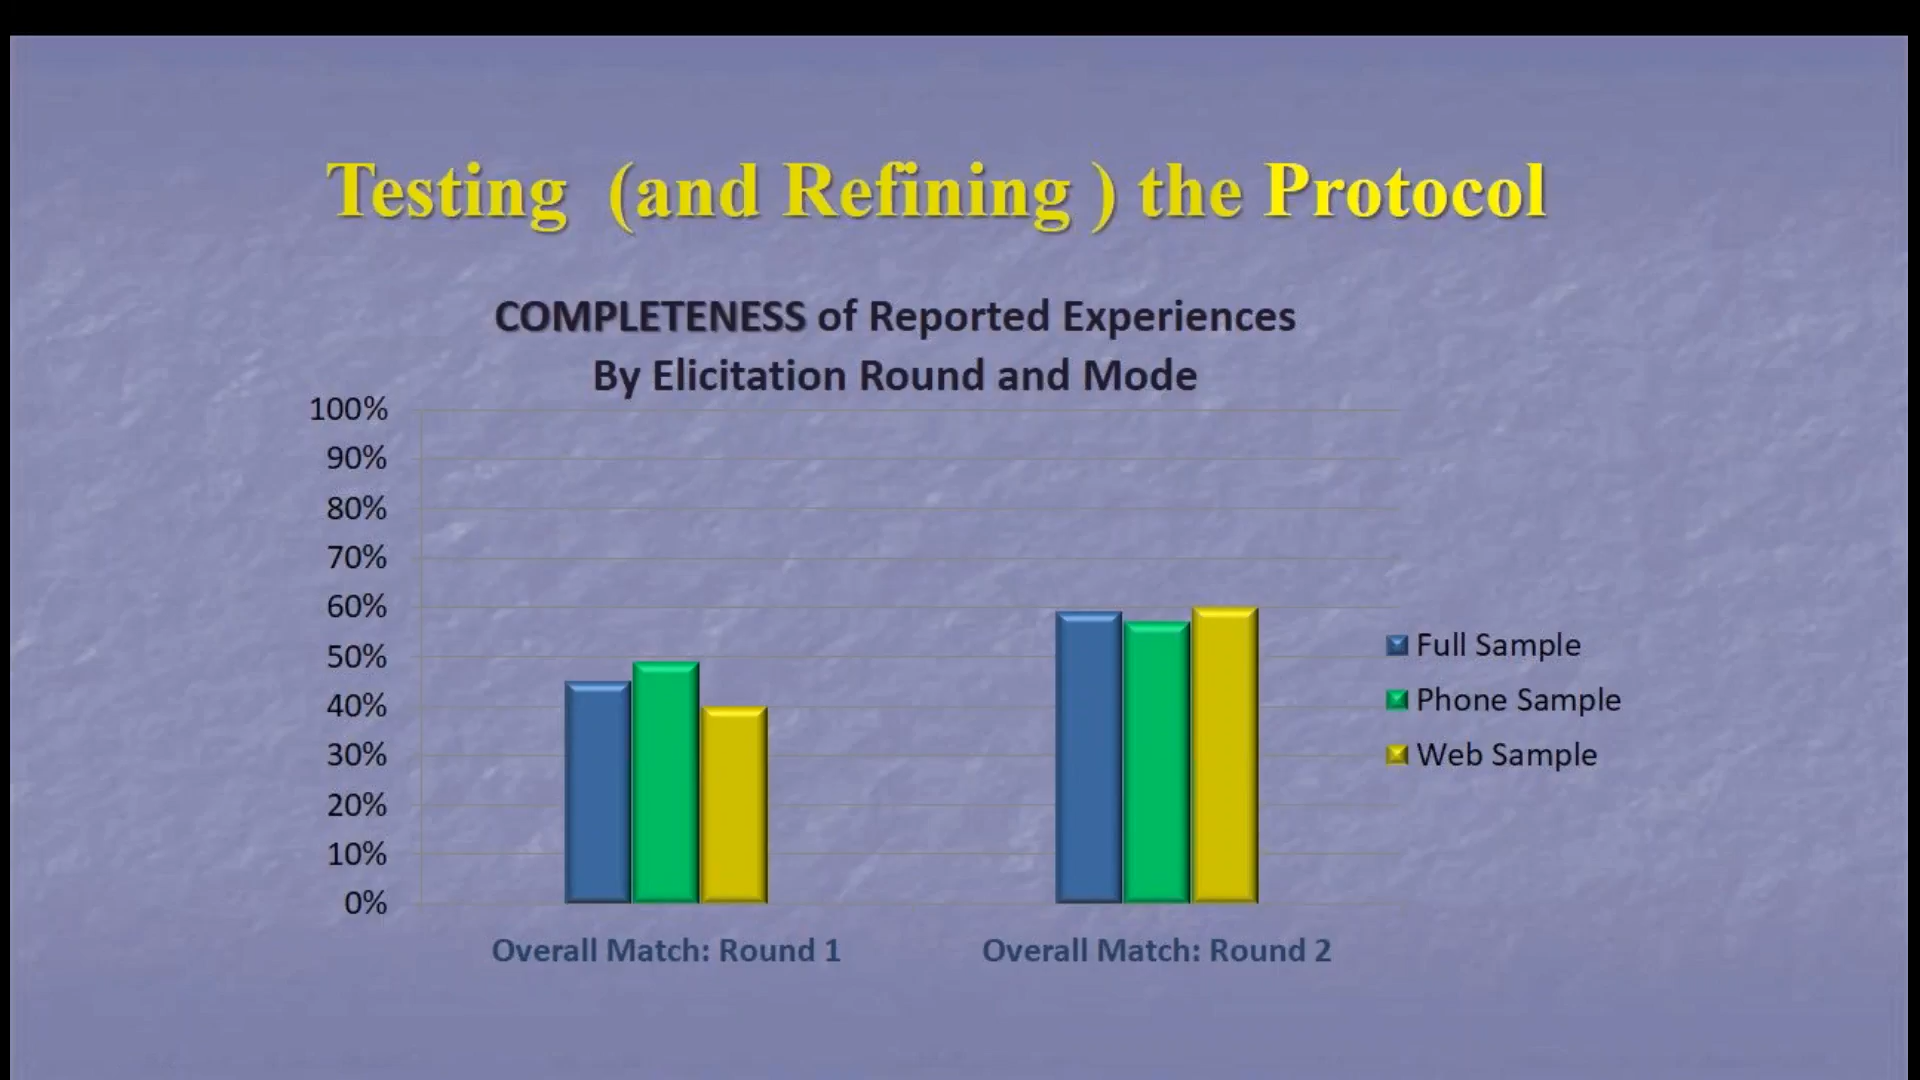 Testing (and Refining ) the Protocol
COMPLETENESS of Reported Experiences
By Elicitation Round and Mode
100%
90%
80%
70%
60%
50%
40%
30%
20%
10%
0%
Full Sample
Phone Sample
Web Sample
Overall Match: Round 1
Overall Match: Round 2